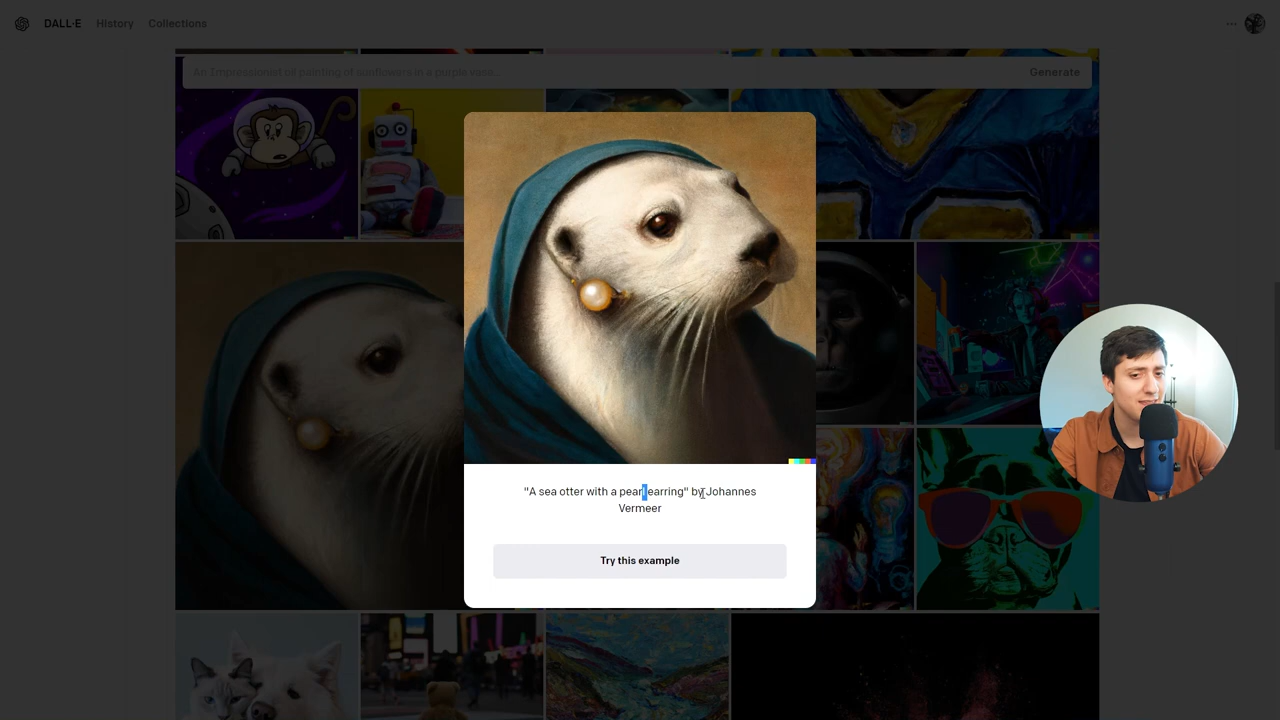 DALL·E History Collections
An Impressionist oil painting of sunflowers in a purple vase...
Generate
"A sea otter with a pearl earring" by Johannes
Vermeer
Try this example